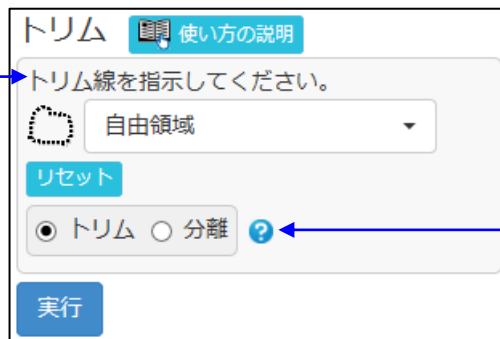 トリム 使い方の説明
トリム線を指示してください。
自由領域
リセット
トリム 分離 ?
実行